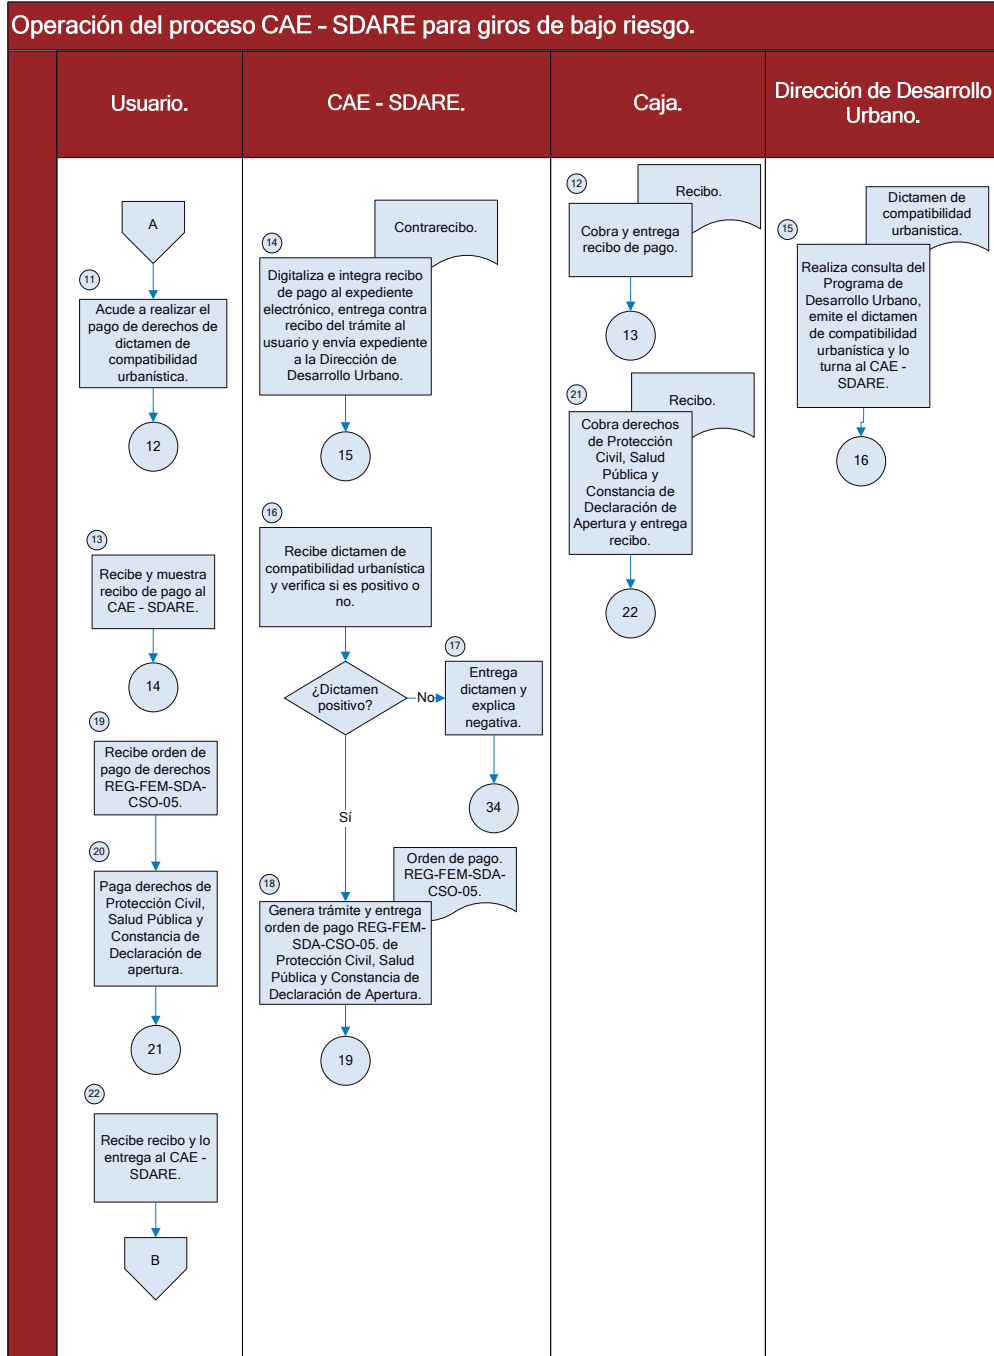 Operación del proceso CAE - SDARE para giros de bajo riesgo.
Usuario.
CAE - SDARE.
Caja.
Dirección de Desarrollo
Urbano.
A
11
Acude a realizar el
pago de derechos de
dictamen de
compatibilidad
urbanística.
12
13
Recibe y muestra
recibo de pago al
CAE - SDARE.
14
19
Recibe orden de
pago de derechos
REG-FEM-SDA-
CSO-05.
20
Paga derechos de
Protección Civil,
Salud Pública y
Constancia de
Declaración de
apertura.
21
22
Recibe recibo y lo
entrega al CAE -
SDARE.
B
Contrarecibo.
14
Digitaliza e integra recibo
de pago al expediente
electrónico, entrega contra
recibo del trámite al
usuario y envía expediente
a la Dirección de
Desarrollo Urbano.
15
16
Recibe dictamen de
compatibilidad urbanística
y verifica si es positivo o
no.
¿Dictamen
positivo?
No
17
Entrega
dictamen y
explica
negativa.
34
Sí
Orden de pago.
REG-FEM-SDA-
CSO-05.
18
Genera trámite y entrega
orden de pago REG-FEM-
SDA-CSO-05. de
Protección Civil, Salud
Pública y Constancia de
Declaración de Apertura.
19
12
Recibo.
Cobra y entrega
recibo de pago.
13
21
Recibo.
Cobra derechos
de Protección
Civil, Salud
Pública y
Constancia de
Declaración de
Apertura y entrega
recibo.
22
Dictamen de
compatibilidad
urbanistica.
15
Realiza consulta del
Programa de
Desarrollo Urbano,
emite el dictamen
de compatibilidad
urbanística y lo
turna al CAE -
SDARE.
16